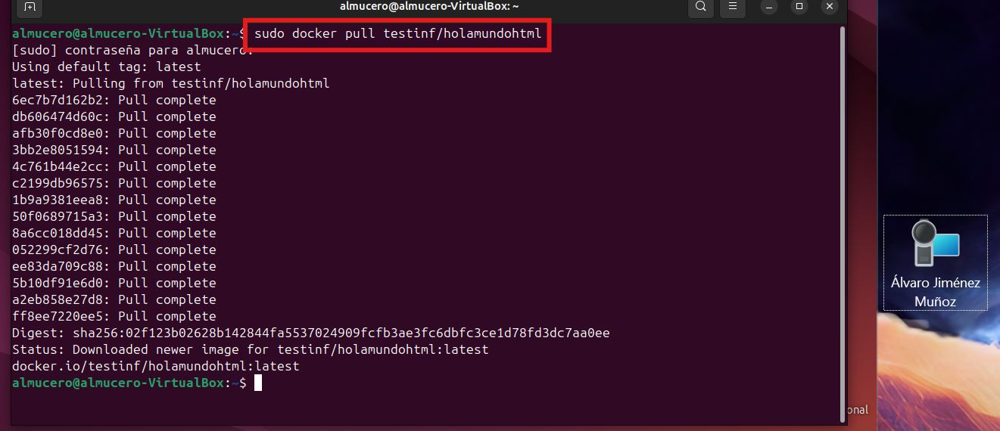 almucero@almucero-VirtualBox: ~
almucero@almucero-VirtualBox:~$ sudo docker pull testinf/holamundohtml
[sudo] contraseña para almucero:
Using default tag: latest
latest: Pulling from testinf/holamundohtml
6ec7b7d162b2: Pull complete
db606474d60c: Pull complete
afb30f0cd8e0: Pull complete
3bb2e8051594: Pull complete
4c761b44e2cc: Pull complete
c2199db96575: Pull complete
1b9a9381eea8: Pull complete
50f0689715a3: Pull complete
8a6cc018dd45: Pull complete
052299cf2d76: Pull complete
ee83da709c88: Pull complete
5b10df91e6d0: Pull complete
a2eb858e27d8: Pull complete
ff8ee7220ee5: Pull complete
Digest: sha256:02f123b02628b142844fa5537024909fcfb3ae3fc6dbfc3ce1d78fd3dc7aa0ee
Status: Downloaded newer image for testinf/holamundohtml:latest
docker.io/testinf/holamundohtml:latest
almucero@almucero-VirtualBox:~$
Álvaro Jiménez
Muñoz
onal